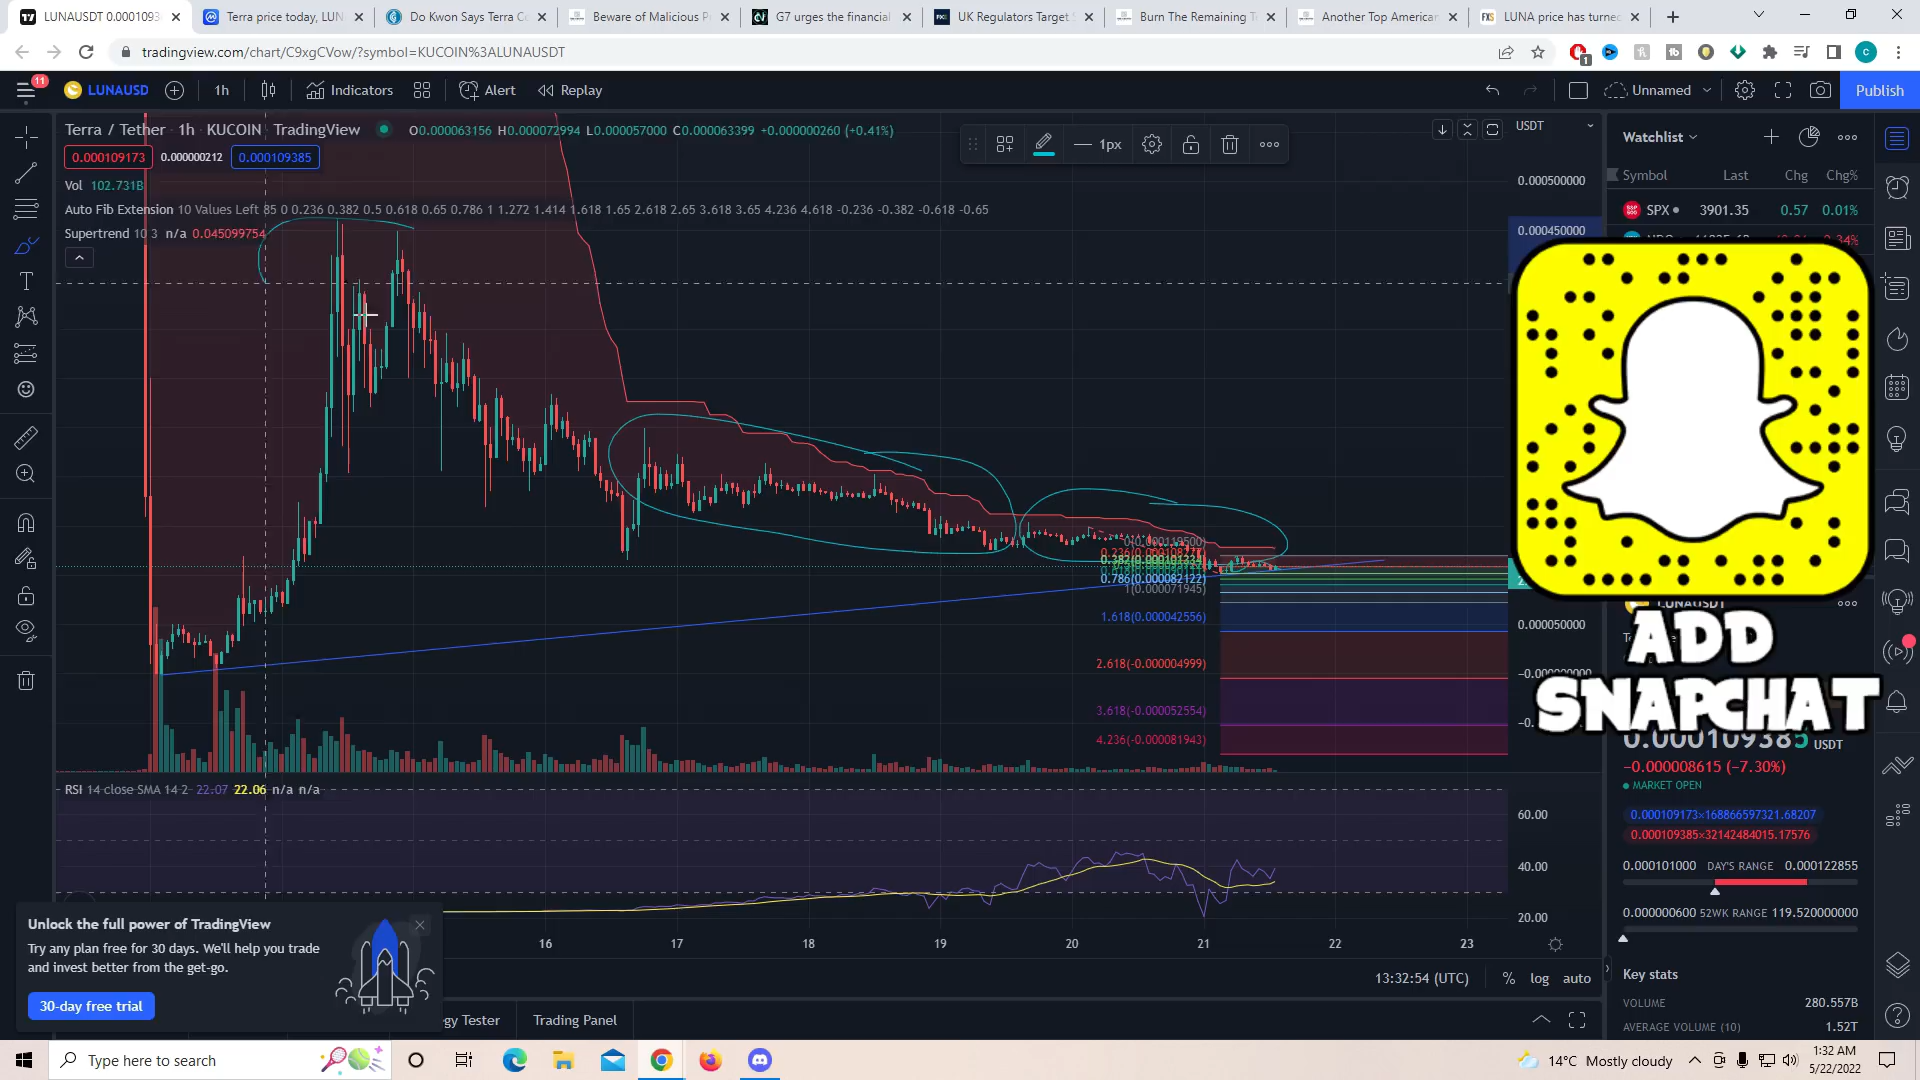 LUNAUSDT 0.0001093
Terra price today, LUN
Do Kwon Says Terra Co
Beware of Malicious P
G7 urges the financial
UK Regulators Target S
Burn The Remaining T
Another Top American
LUNA price has turned
tradingview.com/chart/C9xgCVow/?symbol=KUCOIN%3ALUNAUSDT
11
LUNAUSD
1h
Indicators
Alert
Replay
Unnamed
Publish
Terra / Tether · 1h · KUCOIN · TradingView
O0.000063156 H0.000072994 L0.000057000 C0.000063399 +0.000000260 (+0.41%)
0.000109173
0.000000212
0.000109385
Vol 102.731B
Auto Fib Extension 10 Values Left 85 0 0.236 0.382 0.5 0.618 0.65 0.786 1 1.272 1.414 1.618 1.65 2.618 2.65 3.618 3.65 4.236 4.618 -0.236 -0.382 -0.618 -0.65
Supertrend 10 3 n/a 0.045099754
1px
USDT
0.000500000
0.000450000
0.000050000
0(0.000119500)
0.786(0.000082122)
1(0.000071945)
1.618(0.000042556)
2.618(-0.000004999)
3.618(-0.000052554)
4.236(-0.000081943)
Watchlist
Symbol Last Chg Chg%
SPX 3901.35 0.57 0.01%
ADD
SNAPCHAT
LUNAUSDT
0.000109385 USDT
−0.000008615 (−7.30%)
MARKET OPEN
0.000109173×168866597321.68207
0.000109385×32142484015.17576
0.000101000 DAY'S RANGE 0.000122855
0.000000600 52WK RANGE 119.520000000
Key stats
VOLUME 280.557B
AVERAGE VOLUME (10) 1.52T
RSI 14 close SMA 14 2 22.07 22.06 n/a n/a
60.00
40.00
20.00
16 17 18 19 20 21 22 23
13:32:54 (UTC)
% log auto
Unlock the full power of TradingView
Try any plan free for 30 days. We'll help you trade
and invest better from the get-go.
30-day free trial
gy Tester
Trading Panel
Type here to search
14°C Mostly cloudy
1:32 AM
5/22/2022